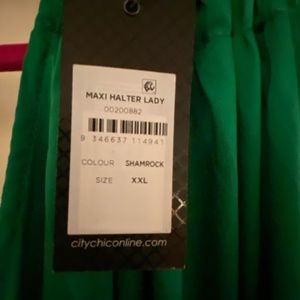 MAXI HALTER LADY
00200882
9 346637 114941
COLOUR SHAMROCK
SIZE XXL
citychiconline.com